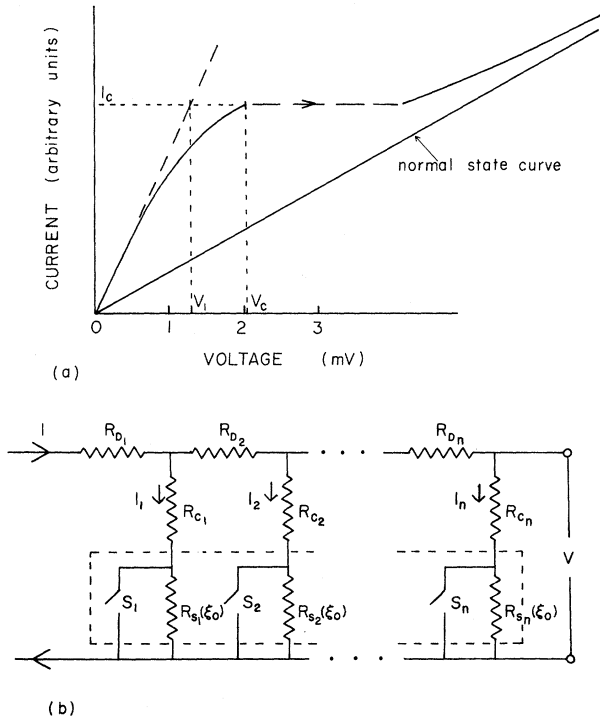 CURRENT (arbitrary units)
I_c
normal state curve
V_1 V_c
0 1 2 3
VOLTAGE (mV)
(a)
I R_D1 R_D2 R_Dn
I_1 R_c1 I_2 R_c2 I_n R_cn
V
S_1 R_s1(ξ_0) S_2 R_s2(ξ_0) S_n R_sn(ξ_0)
(b)